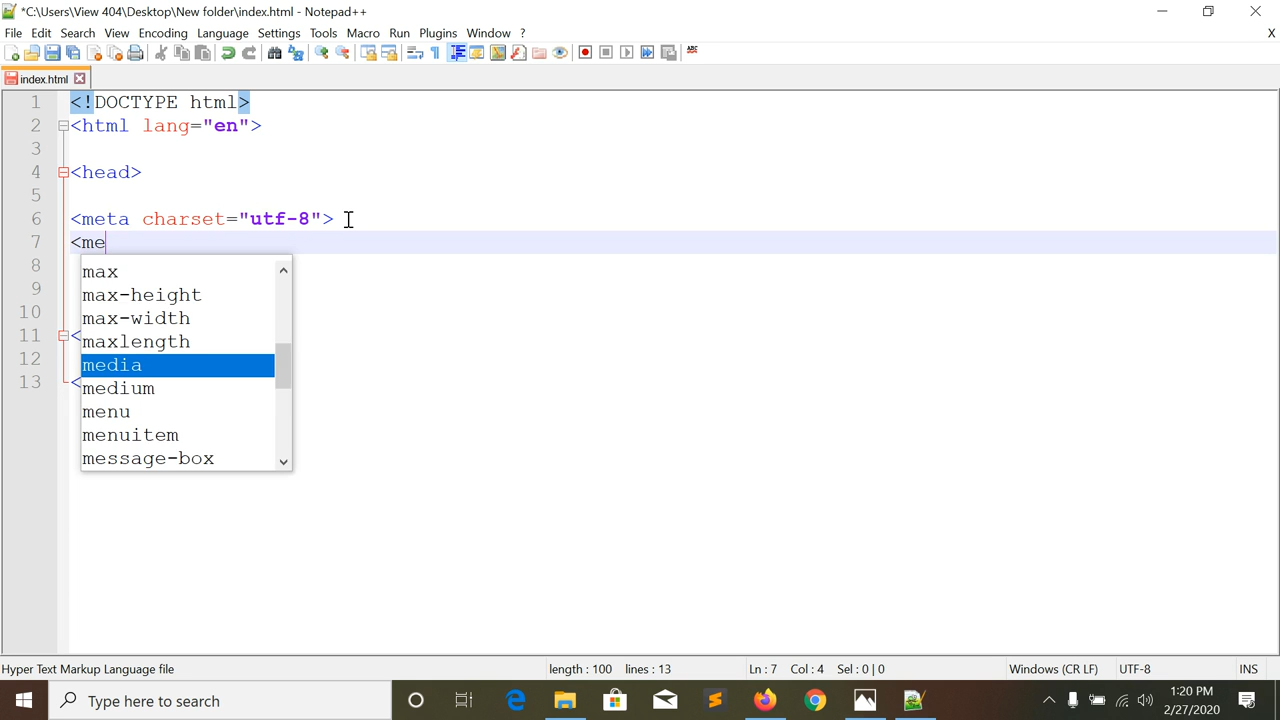 *C:\Users\View 404\Desktop\New folder\index.html - Notepad++
File Edit Search View Encoding Language Settings Tools Macro Run Plugins Window ? X
index.html
1 <!DOCTYPE html>
2 <html lang="en">
3
4 <head>
5
6 <meta charset="utf-8">
7 <me
8
max
9
max-height
10
max-width
11 <
maxlength
12
media
13 <
medium
menu
menuitem
message-box
Hyper Text Markup Language file length : 100 lines : 13 Ln : 7 Col : 4 Sel : 0 | 0 Windows (CR LF) UTF-8 INS
Type here to search
1:20 PM
2/27/2020